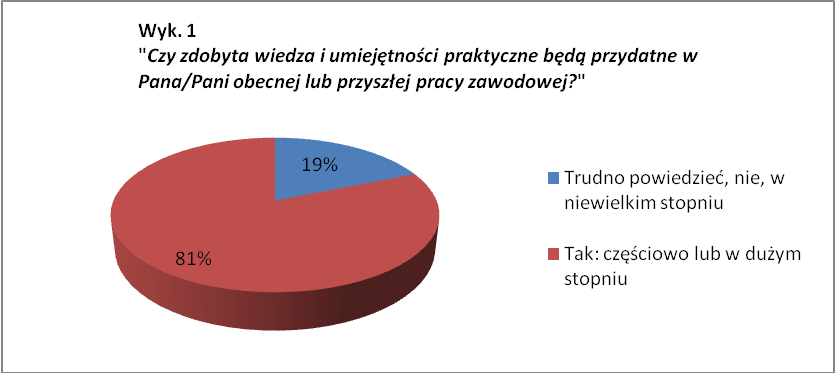 Wyk. 1
"Czy zdobyta wiedza i umiejętności praktyczne będą przydatne w
Pana/Pani obecnej lub przyszłej pracy zawodowej?"
19%
81%
Trudno powiedzieć, nie, w
niewielkim stopniu
Tak: częściowo lub w dużym
stopniu